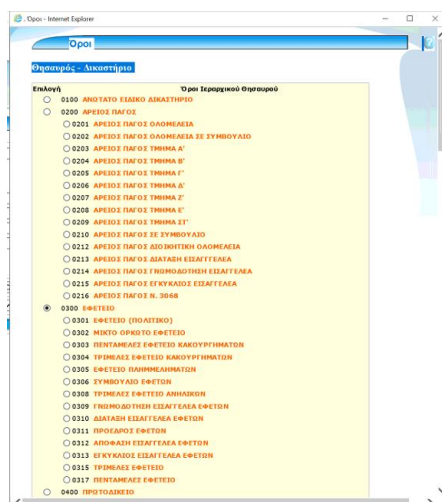 . Όροι - Internet Explorer
Όροι
Θησαυρός - Δικαστήριο
Επιλογή Όροι Ιεραρχικού Θησαυρού
0100 ΑΝΩΤΑΤΟ ΕΙΔΙΚΟ ΔΙΚΑΣΤΗΡΙΟ
0200 ΑΡΕΙΟΣ ΠΑΓΟΣ
0201 ΑΡΕΙΟΣ ΠΑΓΟΣ ΟΛΟΜΕΛΕΙΑ
0202 ΑΡΕΙΟΣ ΠΑΓΟΣ ΟΛΟΜΕΛΕΙΑ ΣΕ ΣΥΜΒΟΥΛΙΟ
0203 ΑΡΕΙΟΣ ΠΑΓΟΣ ΤΜΗΜΑ Α'
0204 ΑΡΕΙΟΣ ΠΑΓΟΣ ΤΜΗΜΑ Β'
0205 ΑΡΕΙΟΣ ΠΑΓΟΣ ΤΜΗΜΑ Γ'
0206 ΑΡΕΙΟΣ ΠΑΓΟΣ ΤΜΗΜΑ Δ'
0207 ΑΡΕΙΟΣ ΠΑΓΟΣ ΤΜΗΜΑ Ζ'
0208 ΑΡΕΙΟΣ ΠΑΓΟΣ ΤΜΗΜΑ Ε'
0209 ΑΡΕΙΟΣ ΠΑΓΟΣ ΤΜΗΜΑ ΣΤ'
0210 ΑΡΕΙΟΣ ΠΑΓΟΣ ΣΕ ΣΥΜΒΟΥΛΙΟ
0212 ΑΡΕΙΟΣ ΠΑΓΟΣ ΔΙΟΙΚΗΤΙΚΗ ΟΛΟΜΕΛΕΙΑ
0213 ΑΡΕΙΟΣ ΠΑΓΟΣ ΔΙΑΤΑΞΗ ΕΙΣΑΓΓΕΛΕΑ
0214 ΑΡΕΙΟΣ ΠΑΓΟΣ ΓΝΩΜΟΔΟΤΗΣΗ ΕΙΣΑΓΓΕΛΕΑ
0215 ΑΡΕΙΟΣ ΠΑΓΟΣ ΕΓΚΥΚΛΙΟΣ ΕΙΣΑΓΓΕΛΕΑ
0216 ΑΡΕΙΟΣ ΠΑΓΟΣ Ν. 3068
0300 ΕΦΕΤΕΙΟ
0301 ΕΦΕΤΕΙΟ (ΠΟΛΙΤΙΚΟ)
0302 ΜΙΚΤΟ ΟΡΚΩΤΟ ΕΦΕΤΕΙΟ
0303 ΠΕΝΤΑΜΕΛΕΣ ΕΦΕΤΕΙΟ ΚΑΚΟΥΡΓΗΜΑΤΩΝ
0304 ΤΡΙΜΕΛΕΣ ΕΦΕΤΕΙΟ ΚΑΚΟΥΡΓΗΜΑΤΩΝ
0305 ΕΦΕΤΕΙΟ ΠΛΗΜΜΕΛΗΜΑΤΩΝ
0306 ΣΥΜΒΟΥΛΙΟ ΕΦΕΤΩΝ
0308 ΤΡΙΜΕΛΕΣ ΕΦΕΤΕΙΟ ΑΝΗΛΙΚΩΝ
0309 ΓΝΩΜΟΔΟΤΗΣΗ ΕΙΣΑΓΓΕΛΕΑ ΕΦΕΤΩΝ
0310 ΔΙΑΤΑΞΗ ΕΙΣΑΓΓΕΛΕΑ ΕΦΕΤΩΝ
0311 ΠΡΟΕΔΡΟΣ ΕΦΕΤΩΝ
0312 ΑΠΟΦΑΣΗ ΕΙΣΑΓΓΕΛΕΑ ΕΦΕΤΩΝ
0313 ΕΓΚΥΚΛΙΟΣ ΕΙΣΑΓΓΕΛΕΑ ΕΦΕΤΩΝ
0315 ΤΡΙΜΕΛΕΣ ΕΦΕΤΕΙΟ
0317 ΠΕΝΤΑΜΕΛΕΣ ΕΦΕΤΕΙΟ
0400 ΠΡΩΤΟΔΙΚΕΙΟ